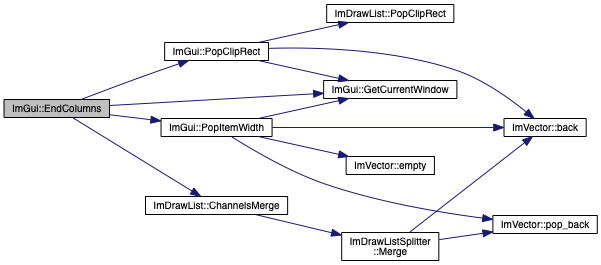 ImDrawList::PopClipRect
ImGui::PopClipRect
ImGui::GetCurrentWindow
ImGui::EndColumns
ImGui::PopItemWidth
ImVector::back
ImVector::empty
ImDrawList::ChannelsMerge
ImVector::pop_back
ImDrawListSplitter
::Merge